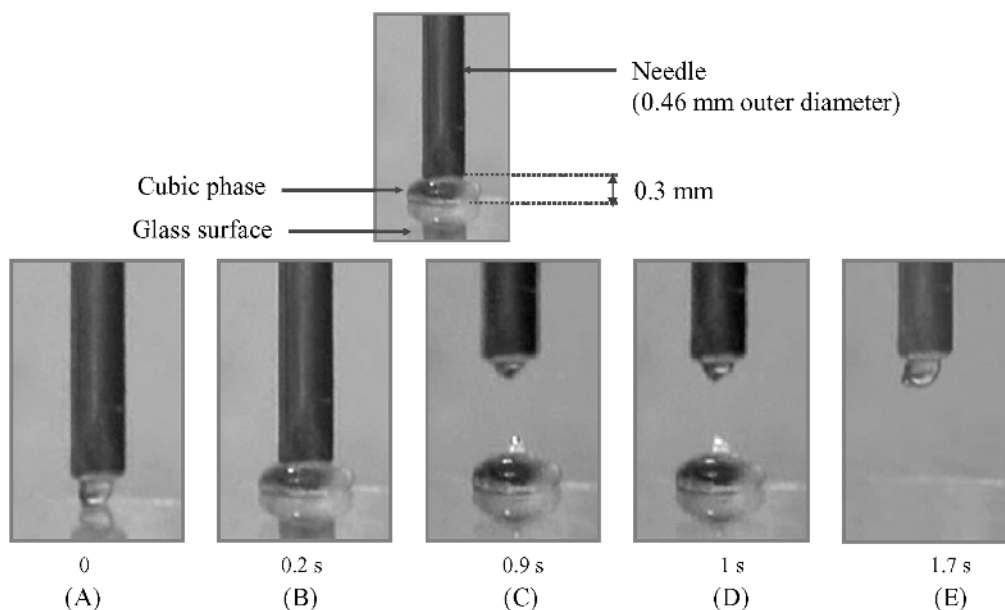 Needle
(0.46 mm outer diameter)
Cubic phase
0.3 mm
Glass surface
0 0.2 s 0.9 s 1 s 1.7 s
(A) (B) (C) (D) (E)